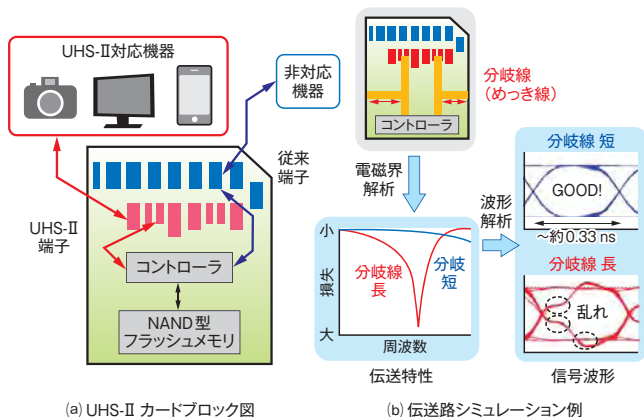 UHS-Ⅱ対応機器
非対応
機器
従来
端子
UHS-Ⅱ
端子
コントローラ
NAND型
フラッシュメモリ
(a) UHS-Ⅱ カードブロック図
分岐線
(めっき線)
コントローラ
電磁界
解析
小
損失
大
分岐線
長
分岐
短
周波数
伝送特性
波形
解析
分岐線 短
GOOD!
~約0.33 ns
分岐線 長
乱れ
信号波形
(b) 伝送路シミュレーション例